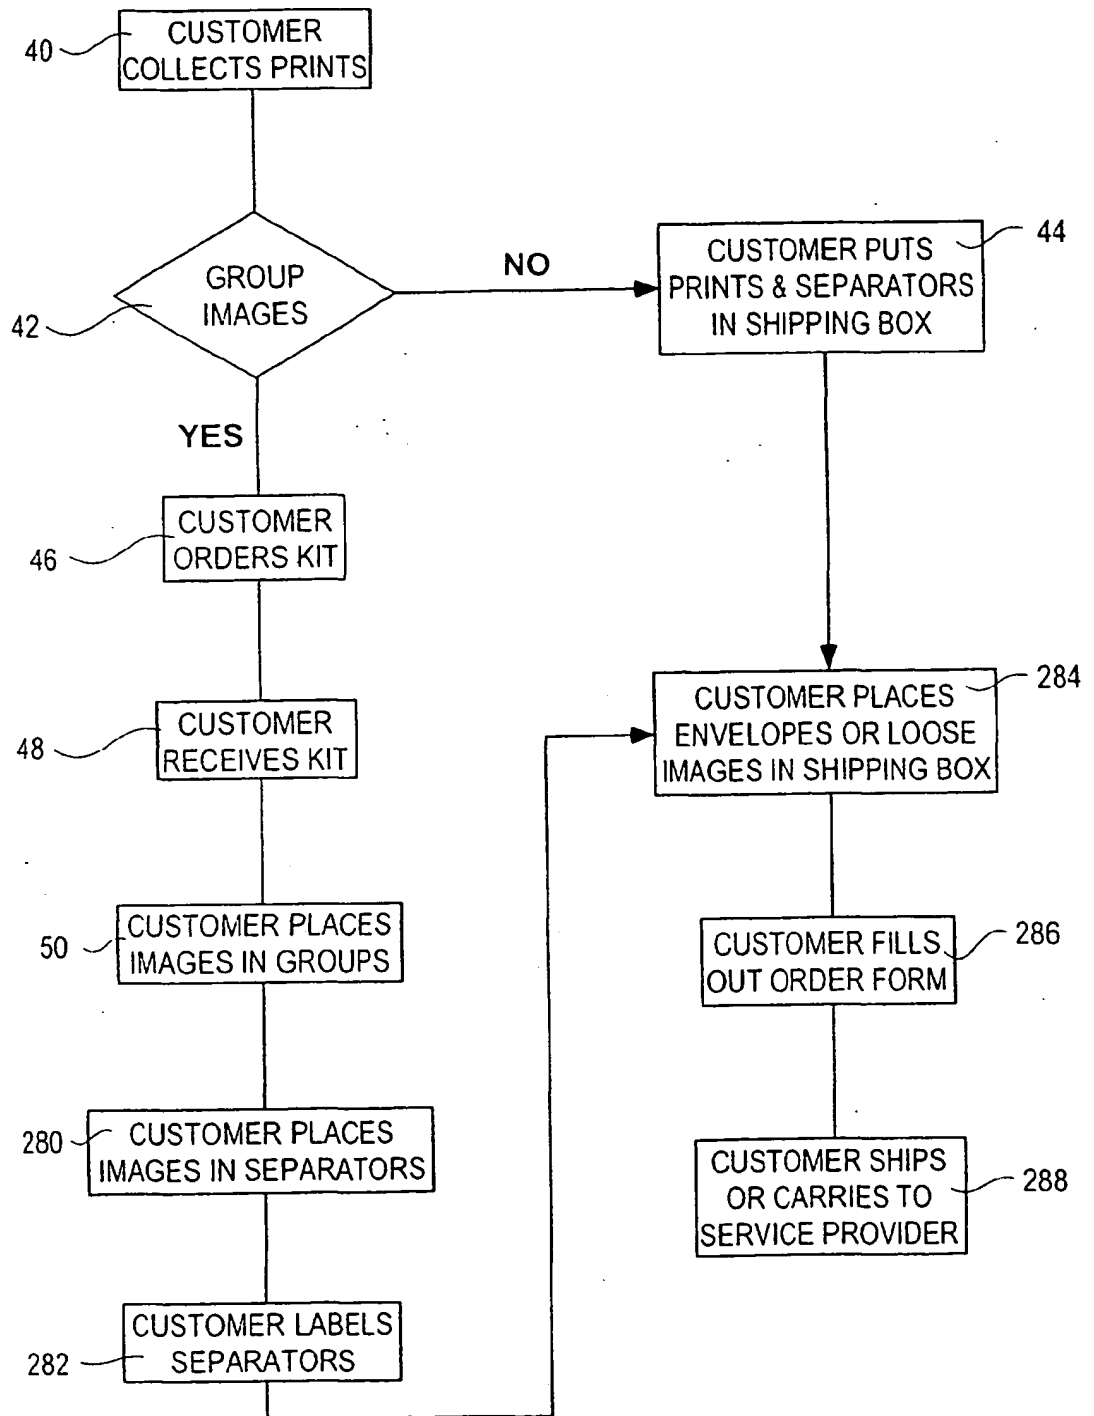 40
CUSTOMER
COLLECTS PRINTS
42
GROUP
IMAGES
NO
44
CUSTOMER PUTS
PRINTS & SEPARATORS
IN SHIPPING BOX
YES
46
CUSTOMER
ORDERS KIT
48
CUSTOMER
RECEIVES KIT
50
CUSTOMER PLACES
IMAGES IN GROUPS
280
CUSTOMER PLACES
IMAGES IN SEPARATORS
282
CUSTOMER LABELS
SEPARATORS
284
CUSTOMER PLACES
ENVELOPES OR LOOSE
IMAGES IN SHIPPING BOX
286
CUSTOMER FILLS
OUT ORDER FORM
288
CUSTOMER SHIPS
OR CARRIES TO
SERVICE PROVIDER